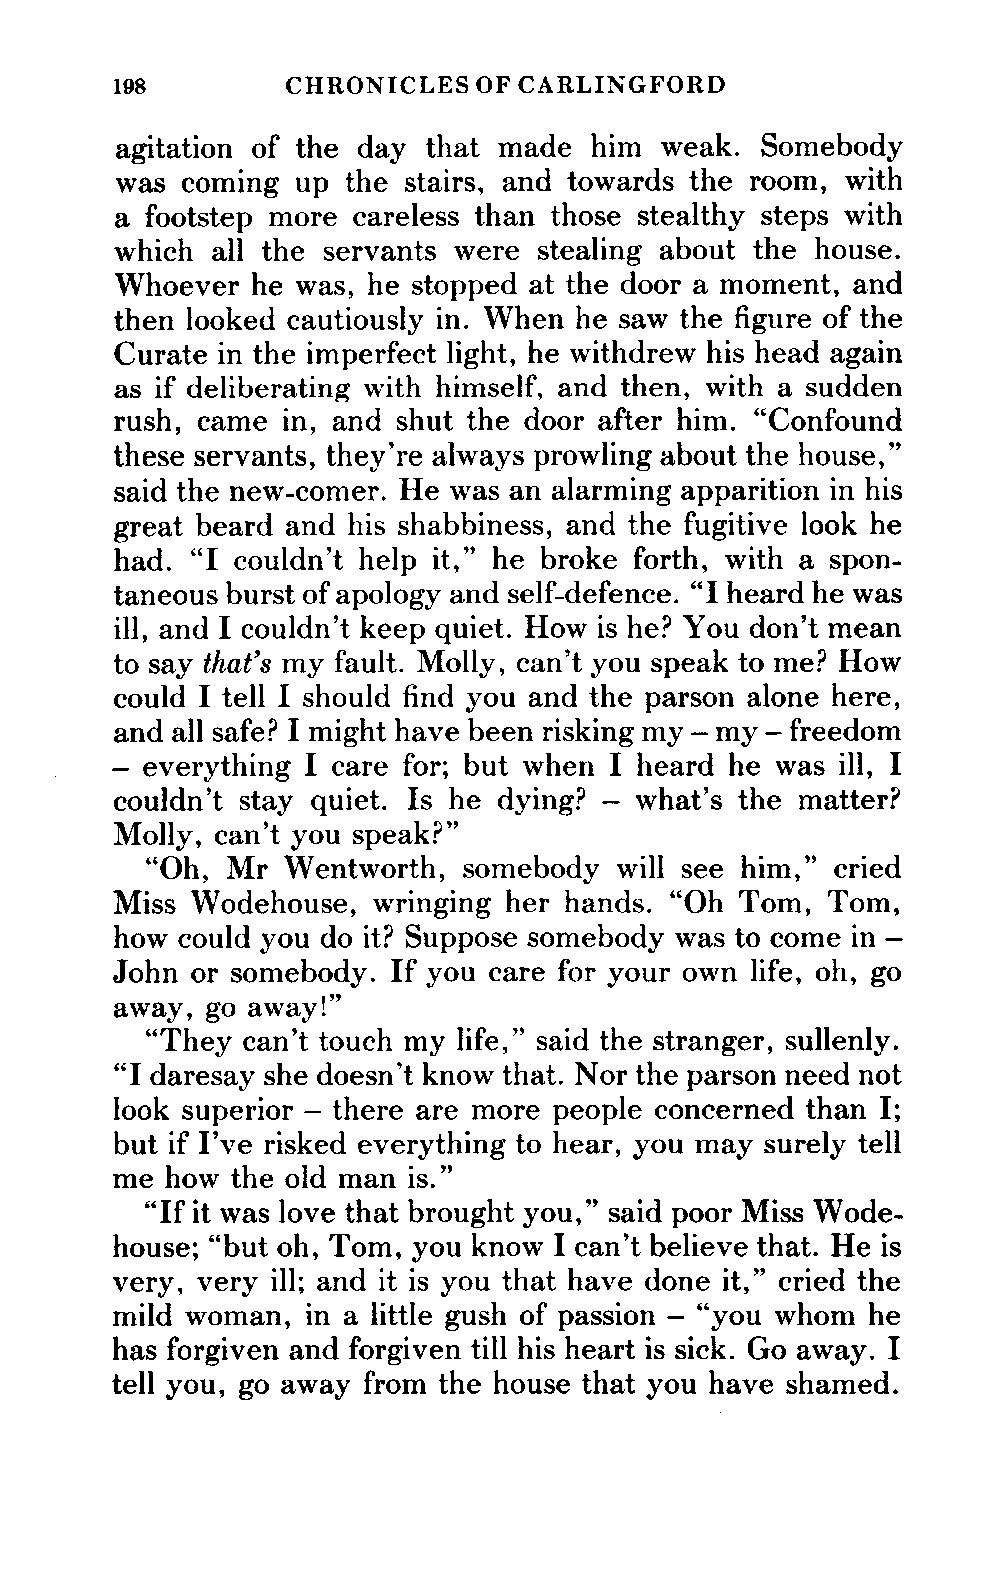 198 CHRONICLES OF CARLINGFORD
agitation of the day that made him weak. Somebody
was coming up the stairs, and towards the room, with
a footstep more careless than those stealthy steps with
which all the servants were stealing about the house.
Whoever he was, he stopped at the door a moment, and
then looked cautiously in. When he saw the figure of the
Curate in the imperfect light, he withdrew his head again
as if deliberating with himself, and then, with a sudden
rush, came in, and shut the door after him. “Confound
these servants, they’re always prowling about the house,”
said the new-comer. He was an alarming apparition in his
great beard and his shabbiness, and the fugitive look he
had. “I couldn’t help it,” he broke forth, with a spon-
taneous burst of apology and self-defence. “I heard he was
ill, and I couldn’t keep quiet. How is he? You don’t mean
to say that’s my fault. Molly, can’t you speak to me? How
could I tell I should find you and the parson alone here,
and all safe? I might have been risking my – my – freedom
– everything I care for; but when I heard he was ill, I
couldn’t stay quiet. Is he dying? – what’s the matter?
Molly, can’t you speak?”
“Oh, Mr Wentworth, somebody will see him,” cried
Miss Wodehouse, wringing her hands. “Oh Tom, Tom,
how could you do it? Suppose somebody was to come in –
John or somebody. If you care for your own life, oh, go
away, go away!”
“They can’t touch my life,” said the stranger, sullenly.
“I daresay she doesn’t know that. Nor the parson need not
look superior – there are more people concerned than I;
but if I’ve risked everything to hear, you may surely tell
me how the old man is.”
“If it was love that brought you,” said poor Miss Wode-
house; “but oh, Tom, you know I can’t believe that. He is
very, very ill; and it is you that have done it,” cried the
mild woman, in a little gush of passion – “you whom he
has forgiven and forgiven till his heart is sick. Go away. I
tell you, go away from the house that you have shamed.